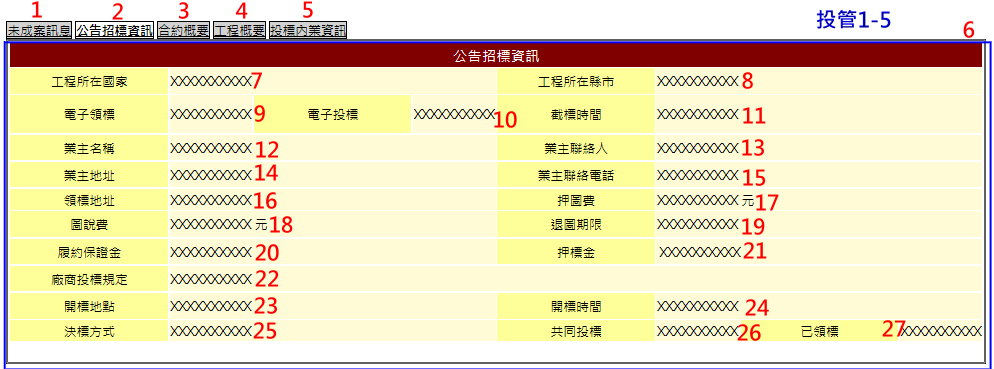 1 2 3 4 5 投管1-5 6
未成案訊息 公告招標資訊 合約概要 工程概要 投標內業資訊
公告招標資訊
工程所在國家 XXXXXXXXXX 7 工程所在縣市 XXXXXXXXXX 8
電子領標 XXXXXXXXXX 9 電子投標 XXXXXXXXXX 10 截標時間 XXXXXXXXXX 11
業主名稱 XXXXXXXXXX 12 業主聯絡人 XXXXXXXXXX 13
業主地址 XXXXXXXXXX 14 業主聯絡電話 XXXXXXXXXX 15
領標地址 XXXXXXXXXX 16 押圖費 XXXXXXXXXX 元 17
圖說費 XXXXXXXXXX 元 18 退圖期限 XXXXXXXXXX 19
履約保證金 XXXXXXXXXX 20 押標金 XXXXXXXXXX 21
廠商投標規定 XXXXXXXXXX 22
開標地點 XXXXXXXXXX 23 開標時間 XXXXXXXXXX 24
決標方式 XXXXXXXXXX 25 共同投標 XXXXXXXXXX 26 已領標 27 XXXXXXXXXX